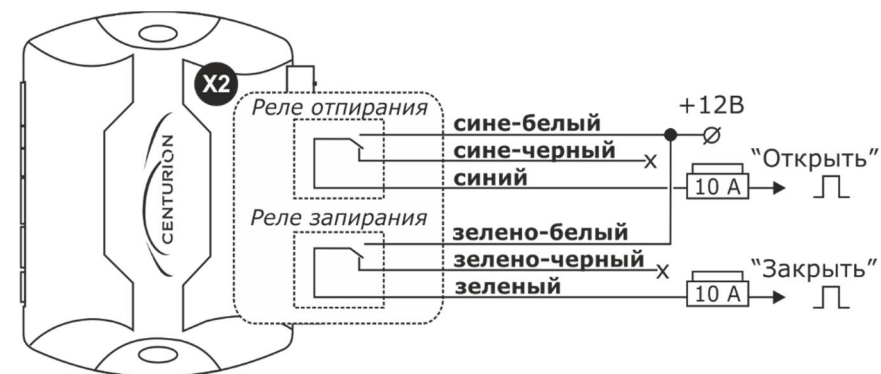 X2
CENTURION
Реле отпирания
сине-белый
сине-черный
x
синий
+12В
10 А
“Открыть”
Реле запирания
зелено-белый
зелено-черный
x
зеленый
10 А
“Закрыть”